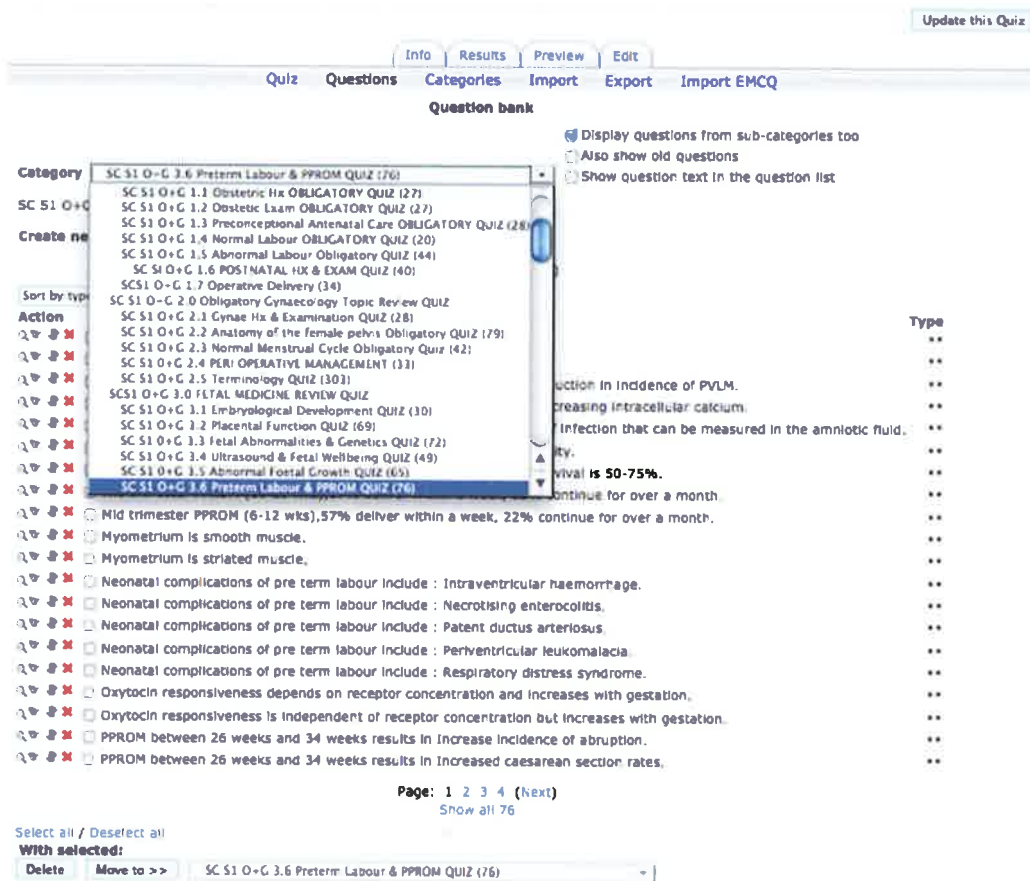 Update this Quiz
Info Results Preview Edit
Quiz Questions Categories Import Export Import EMCQ
Question bank
Display questions from sub-categories too
Also show old questions
Show question text in the question list
Category SC S1 O+G 3.6 Preterm Labour & PPROM QUIZ (76)
SC S1 O+G 1.1 Obstetric Hx OBLIGATORY QUIZ (27)
SC S1 O+G
SC S1 O+G 1.2 Obstetic Exam OBLIGATORY QUIZ (27)
SC S1 O+G 1.3 Preconceptional Antenatal Care OBLIGATORY QUIZ (28)
Create ne
SC S1 O+G 1.4 Normal Labour OBLIGATORY QUIZ (20)
SC S1 O+G 1.5 Abnormal Labour Obligatory QUIZ (44)
SC SI O+G 1.6 POSTNATAL HX & EXAM QUIZ (40)
SCS1 O+G 1.7 Operative Delivery (34)
Sort by type
SC S1 O+G 2.0 Obligatory Gynaecology Topic Review QUIZ
Action
SC S1 O+G 2.1 Gynae Hx & Examination QUIZ (28)
Type
SC S1 O+G 2.2 Anatomy of the female pelvis Obligatory QUIZ (79)
SC S1 O+G 2.3 Normal Menstrual Cycle Obligatory Quiz (42)
SC S1 O+G 2.4 PERI OPERATIVE MANAGEMENT (33)
SC S1 O+G 2.5 Terminology QUIZ (303)
uction in incidence of PVLM.
SCS1 O+G 3.0 FETAL MEDICINE REVIEW QUIZ
SC S1 O+G 3.1 Embryological Development QUIZ (30)
creasing intracellular calcium.
SC S1 O+G 3.2 Placental Function QUIZ (69)
infection that can be measured in the amniotic fluid.
SC S1 O+G 3.3 Fetal Abnormalities & Genetics QUIZ (72)
ity.
SC S1 O+G 3.4 Ultrasound & Fetal Wellbeing QUIZ (49)
SC S1 O+G 3.5 Abnormal Foetal Growth QUIZ (65)
vival is 50-75%.
SC S1 O+G 3.6 Preterm Labour & PPROM QUIZ (76)
ontinue for over a month.
Mid trimester PPROM (6-12 wks),57% deliver within a week, 22% continue for over a month.
Myometrium is smooth muscle.
Myometrium is striated muscle.
Neonatal complications of pre term labour include : Intraventricular haemorrhage.
Neonatal complications of pre term labour include : Necrotising enterocolitis.
Neonatal complications of pre term labour include : Patent ductus arteriosus.
Neonatal complications of pre term labour include : Periventricular leukomalacia.
Neonatal complications of pre term labour include : Respiratory distress syndrome.
Oxytocin responsiveness depends on receptor concentration and increases with gestation.
Oxytocin responsiveness is independent of receptor concentration but increases with gestation.
PPROM between 26 weeks and 34 weeks results in Increase incidence of abruption.
PPROM between 26 weeks and 34 weeks results in Increased caesarean section rates.
Page: 1 2 3 4 (Next)
Show all 76
Select all / Deselect all
With selected:
Delete Move to >> SC S1 O+G 3.6 Preterm Labour & PPROM QUIZ (76)